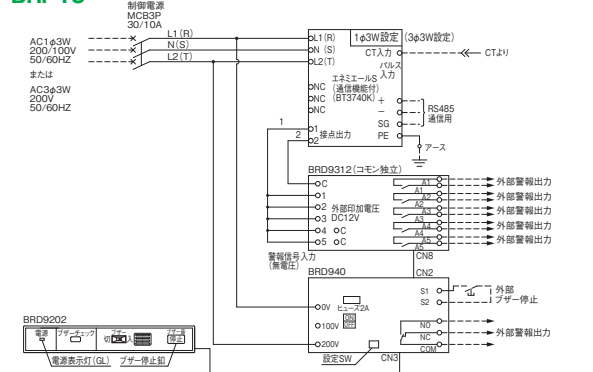 BRP-10
制御電源
MCB3P
30/10A
AC1φ3W
200/100V
50/60HZ
または
AC3φ3W
200V
50/60HZ
L1(R)
N(S)
L2(T)
L1(R)
N(S)
L2(T)
1φ3W設定
(3φ3W設定)
CT入力
CTより
パルス
入力
エネミエールS
(通信機能付)
(BT3740K)
NC
NC
NC
+
−
SG
PE
RS485
通信用
アース
1
2
1
2
接点出力
BRD9312(コモン独立)
C
1
2
3
4
5
C
C
外部印加電圧
DC12V
A1
A1
A2
A2
A3
A3
A4
A4
A5
A5
外部警報出力
外部警報出力
外部警報出力
外部警報出力
外部警報出力
警報信号入力
(無電圧)
CN8
CN2
BRD940
0V
100V
200V
ヒューズ2A
ON
OFF
設定SW
S1
S2
外部
ブザー停止
NO
NC
COM
外部警報出力
CN3
BRD9202
電源
ブザーチェック
ブザー
切
入
ブザー音
停止
電源表示灯(GL)
ブザー停止釦